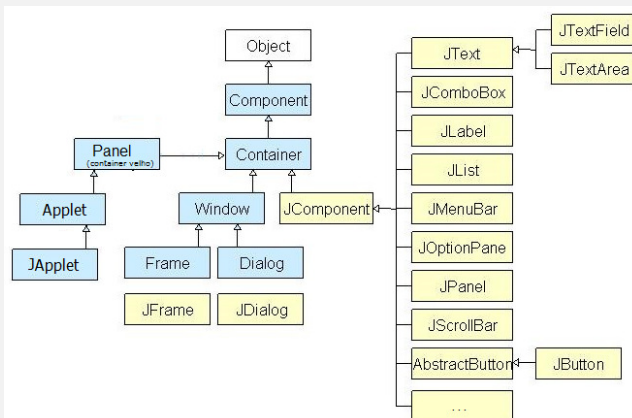 Object
Component
Panel
(container velho)
Container
Applet
Window
JComponent
JApplet
Frame
Dialog
JFrame
JDialog
JText
JTextField
JTextArea
JComboBox
JLabel
JList
JMenuBar
JOptionPane
JPanel
JScrollBar
AbstractButton
JButton
...